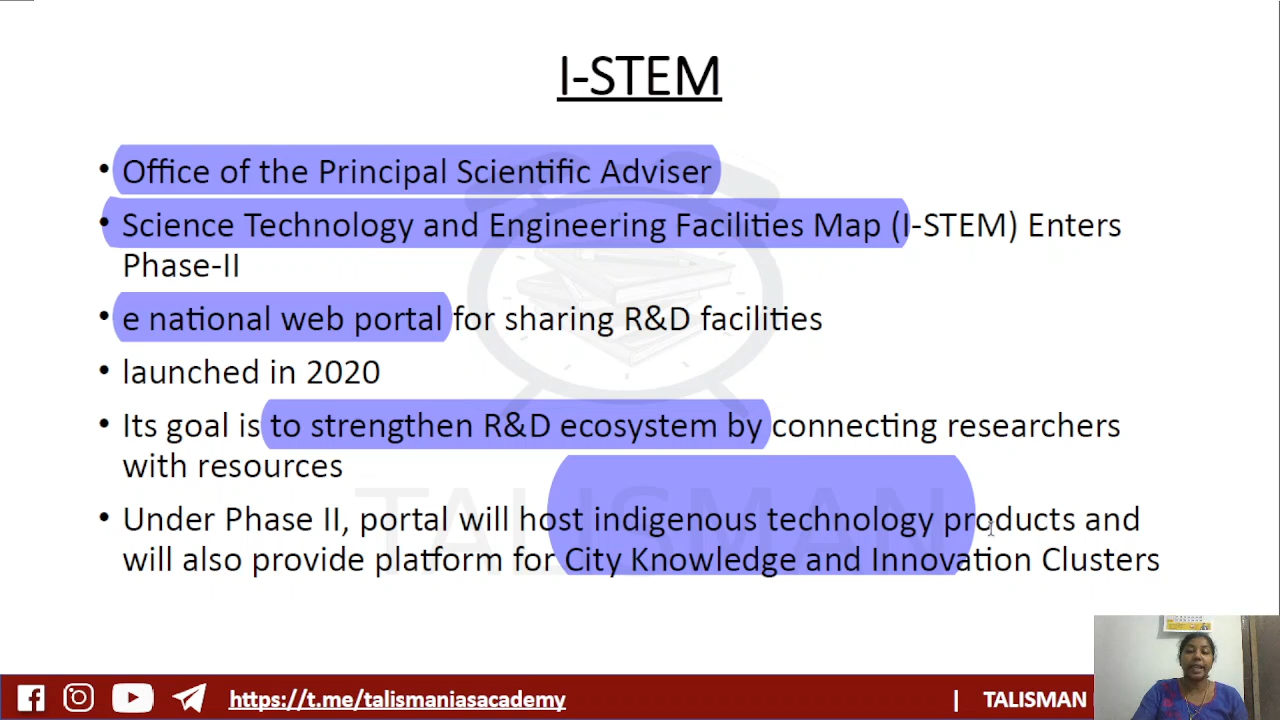 I-STEM
• Office of the Principal Scientific Adviser
• Science Technology and Engineering Facilities Map (I-STEM) Enters
Phase-II
• e national web portal for sharing R&D facilities
• launched in 2020
• Its goal is to strengthen R&D ecosystem by connecting researchers
with resources
• Under Phase II, portal will host indigenous technology products and
will also provide platform for City Knowledge and Innovation Clusters
TALISMAN
https://t.me/talismaniasacademy | TALISMAN